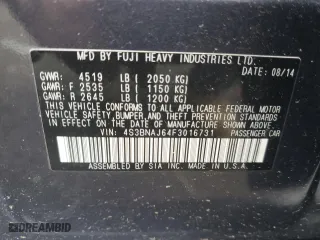 MFD BY FUJI HEAVY INDUSTRIES LTD.
DATE 08/14
GVWR: 4519 LB ( 2050 KG)
GAWR: F 2535 LB ( 1150 KG)
GAWR: R 2645 LB ( 1200 KG)
THIS VEHICLE CONFORMS TO ALL APPLICABLE
FEDERAL MOTOR VEHICLE
SAFETY, BUMPER, AND THEFT PREVENTION
STANDARDS IN EFFECT ON THE DATE OF
MANUFACTURE SHOWN ABOVE.
VIN: 4S3BNAJ64F3016731 PASSENGER CAR
ASSEMBLED BY SIA INC. MADE IN U.S.A.
DREAMBID